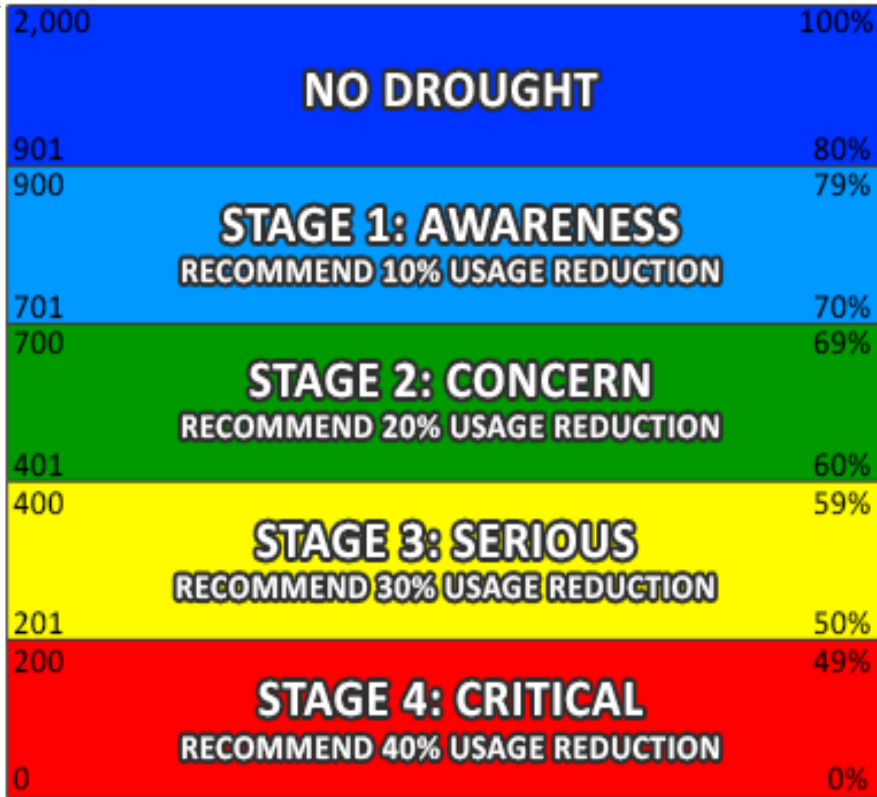 2,000 100%
NO DROUGHT
901 80%
900 79%
STAGE 1: AWARENESS
RECOMMEND 10% USAGE REDUCTION
701 70%
700 69%
STAGE 2: CONCERN
RECOMMEND 20% USAGE REDUCTION
401 60%
400 59%
STAGE 3: SERIOUS
RECOMMEND 30% USAGE REDUCTION
201 50%
200 49%
STAGE 4: CRITICAL
RECOMMEND 40% USAGE REDUCTION
0 0%